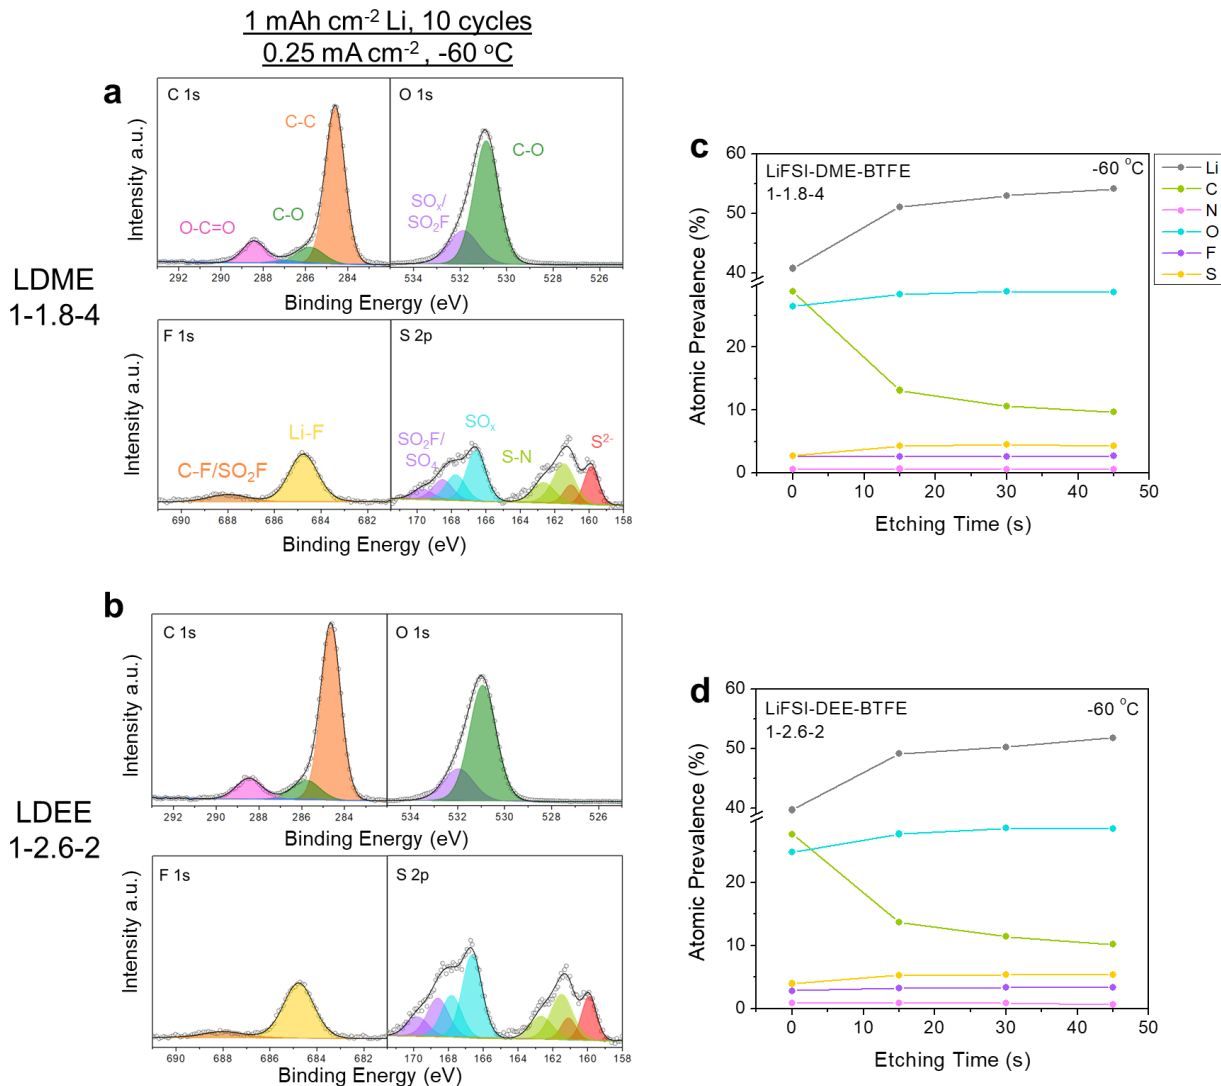 1 mAh cm⁻² Li, 10 cycles
0.25 mA cm⁻² , -60 °C
a
C 1s
O 1s
C-C
C-O
SOₓ/
SO₂F
O-C=O
C-O
Intensity a.u.
292 290 288 286 284
534 532 530 528 526
Binding Energy (eV)
LDME
1-1.8-4
F 1s
S 2p
Li-F
C-F/SO₂F
SO₂F/
SO₄
SOₓ
S-N
S²⁻
Intensity a.u.
690 688 686 684 682
170 168 166 164 162 160 158
Binding Energy (eV)
b
C 1s
O 1s
Intensity a.u.
292 290 288 286 284
534 532 530 528 526
Binding Energy (eV)
LDEE
1-2.6-2
F 1s
S 2p
Intensity a.u.
690 688 686 684 682
170 168 166 164 162 160 158
Binding Energy (eV)
c
LiFSI-DME-BTFE
1-1.8-4
-60 °C
Li
C
N
O
F
S
Atomic Prevalence (%)
60
50
40
20
10
0
0 10 20 30 40 50
Etching Time (s)
d
LiFSI-DEE-BTFE
1-2.6-2
-60 °C
Atomic Prevalence (%)
60
50
40
20
10
0
0 10 20 30 40 50
Etching Time (s)